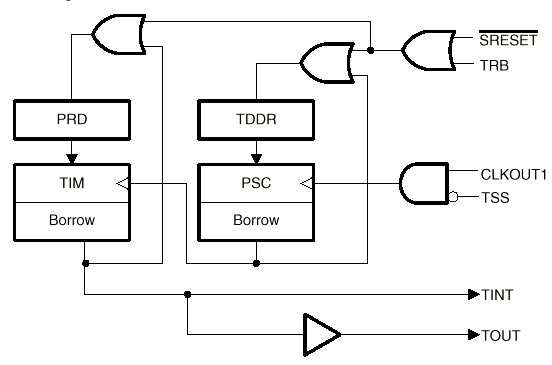 SRESET
TRB
PRD
TDDR
TIM
PSC
CLKOUT1
TSS
Borrow
Borrow
TINT
TOUT